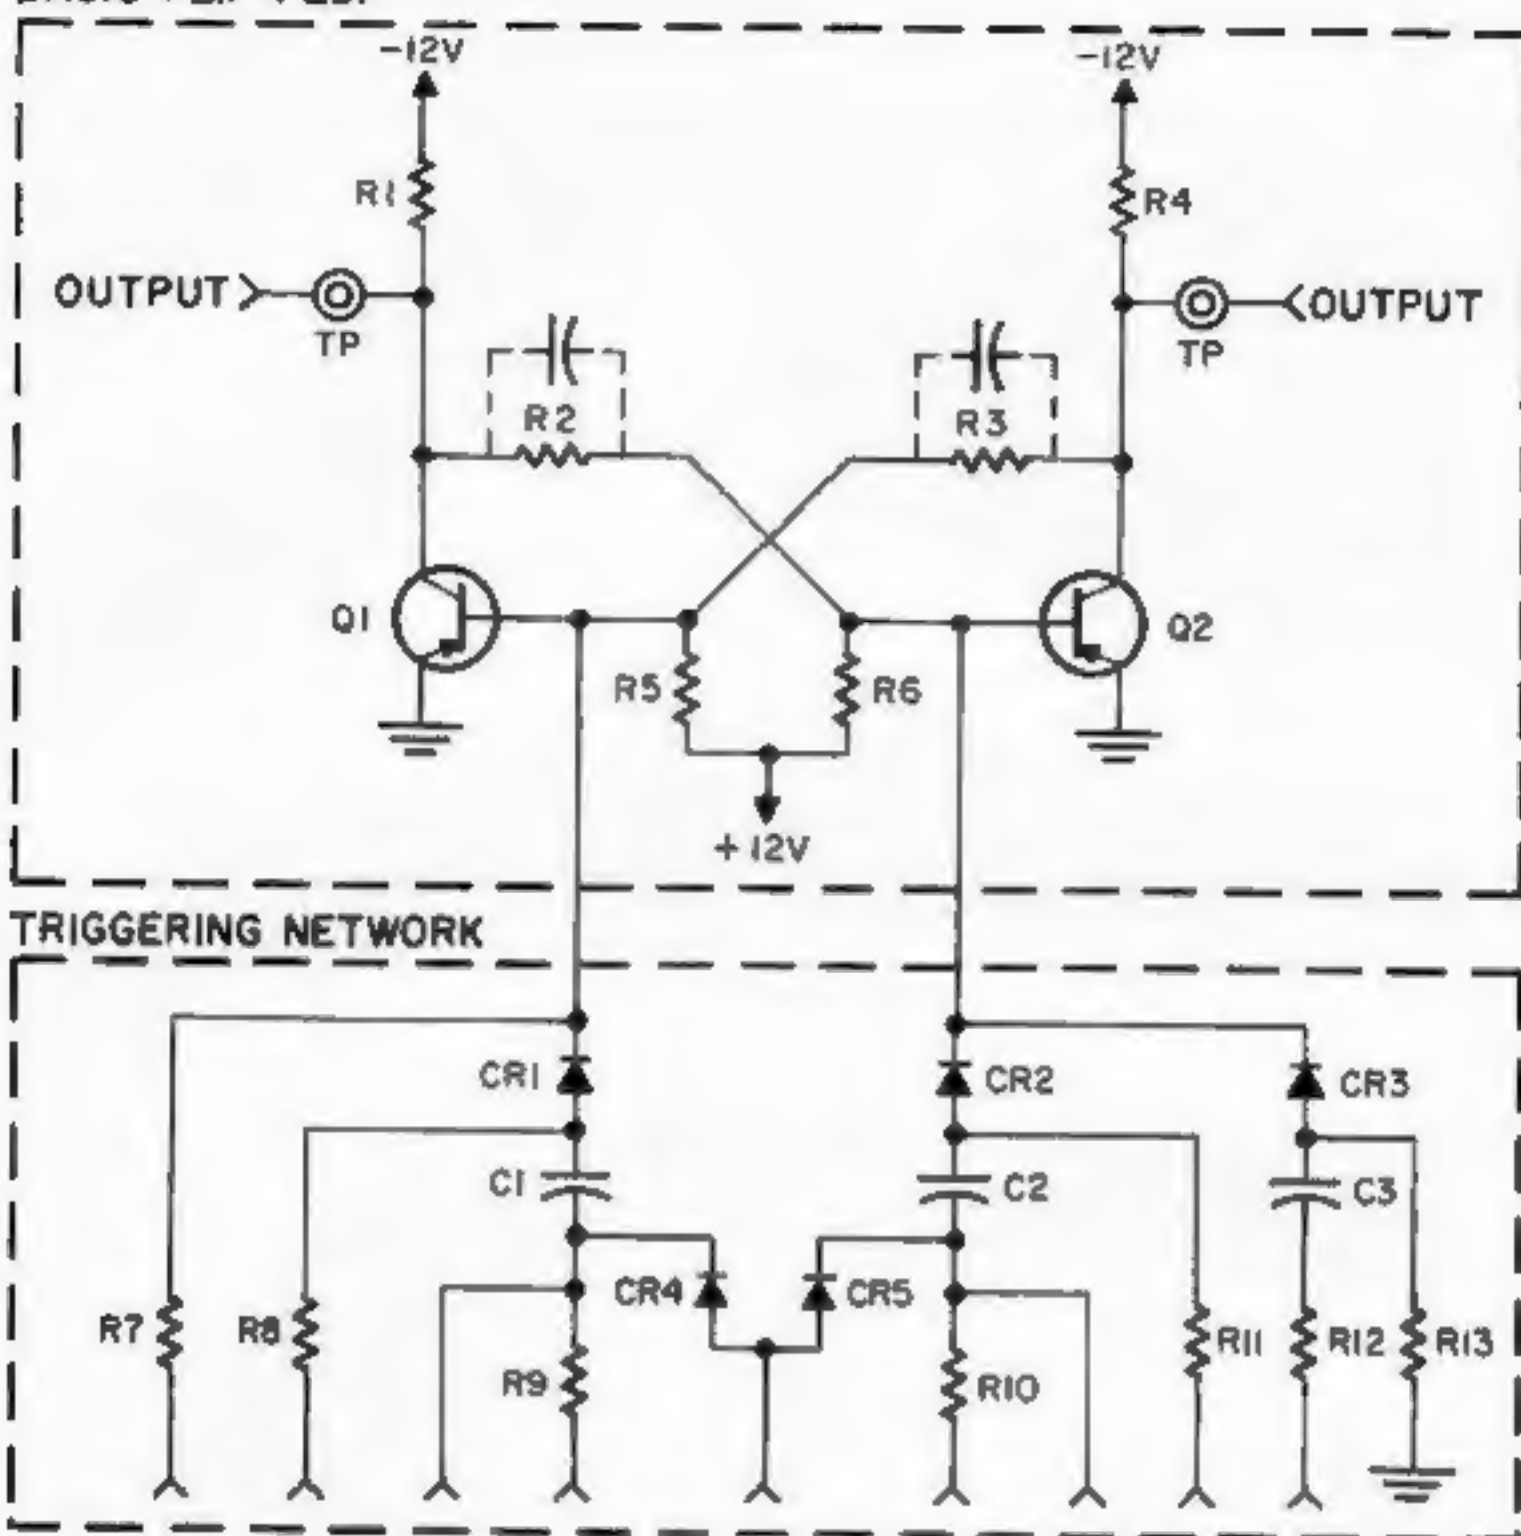 -12V
-12V
R1
R4
OUTPUT
TP
OUTPUT
TP
R2
R3
Q1
Q2
R5
R6
+12V
TRIGGERING NETWORK
CR1
CR2
CR3
C1
C2
C3
CR4
CR5
R7
R8
R9
R10
R11
R12
R13